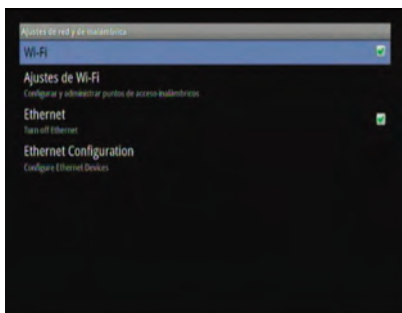 Ajustes de red y de inalámbrica
Wi-Fi
Ajustes de Wi-Fi
Configurar y administrar puntos de acceso inalámbricos
Ethernet
Turn off Ethernet
Ethernet Configuration
Configure Ethernet Devices